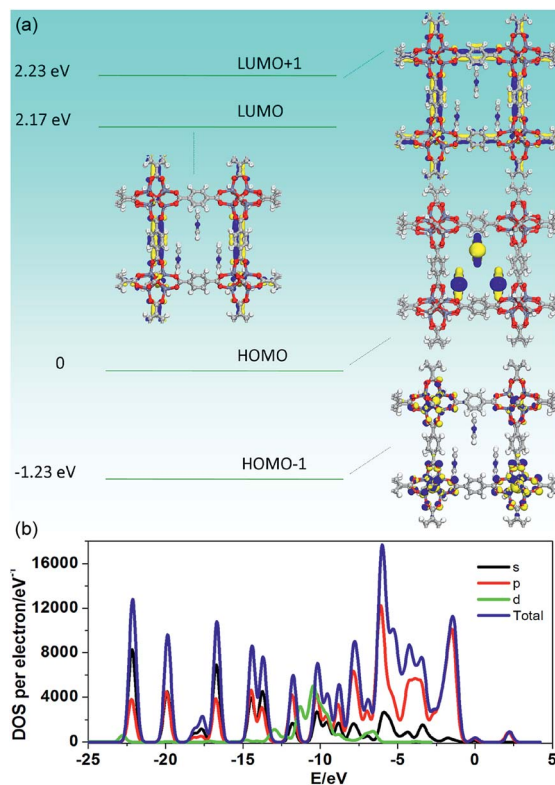 (a)
LUMO+1
2.23 eV
LUMO
2.17 eV
HOMO
0
HOMO-1
-1.23 eV
(b)
16000
12000
8000
4000
0
DOS per electron/eV⁻¹
s
p
d
Total
-25 -20 -15 -10 -5 0 5
E/eV